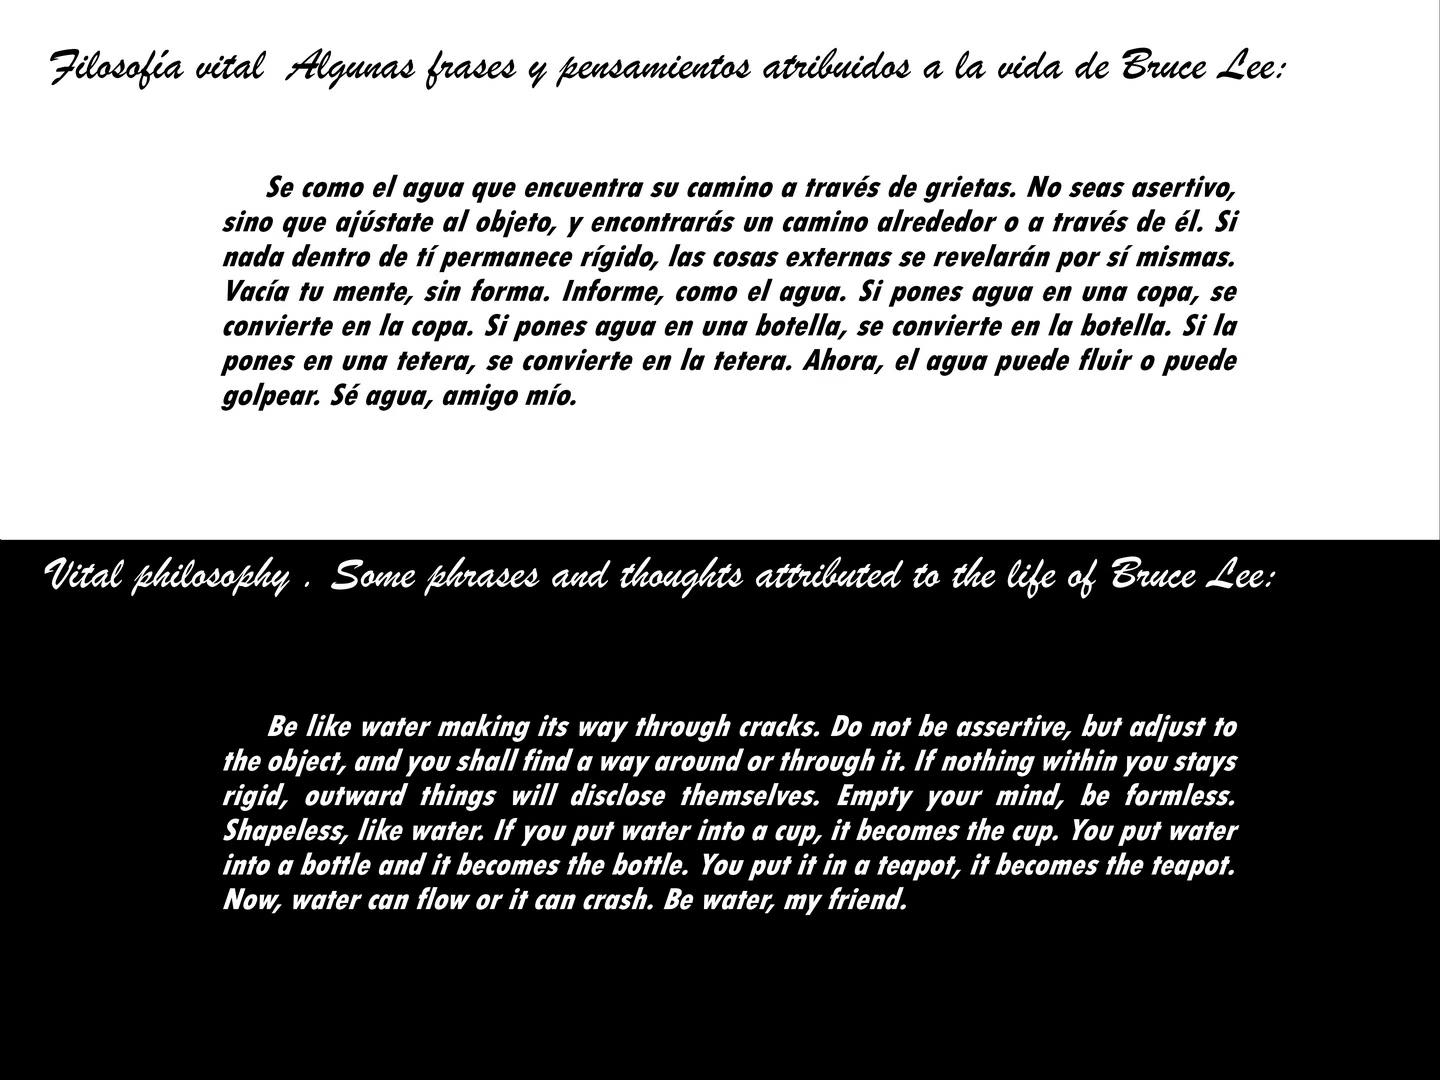 Filosofía vital Algunas frases y pensamientos atribuidos a la vida de Bruce Lee:
Se como el agua que encuentra su camino a través de grietas. No seas asertivo,
sino que ajústate al objeto, y encontrarás un camino alrededor o a través de él. Si
nada dentro de tí permanece rígido, las cosas externas se revelarán por sí mismas.
Vacía tu mente, sin forma. Informe, como el agua. Si pones agua en una copa, se
convierte en la copa. Si pones agua en una botella, se convierte en la botella. Si la
pones en una tetera, se convierte en la tetera. Ahora, el agua puede fluir o puede
golpear. Sé agua, amigo mío.
Vital philosophy . Some phrases and thoughts attributed to the life of Bruce Lee:
Be like water making its way through cracks. Do not be assertive, but adjust to
the object, and you shall find a way around or through it. If nothing within you stays
rigid, outward things will disclose themselves. Empty your mind, be formless.
Shapeless, like water. If you put water into a cup, it becomes the cup. You put water
into a bottle and it becomes the bottle. You put it in a teapot, it becomes the teapot.
Now, water can flow or it can crash. Be water, my friend.